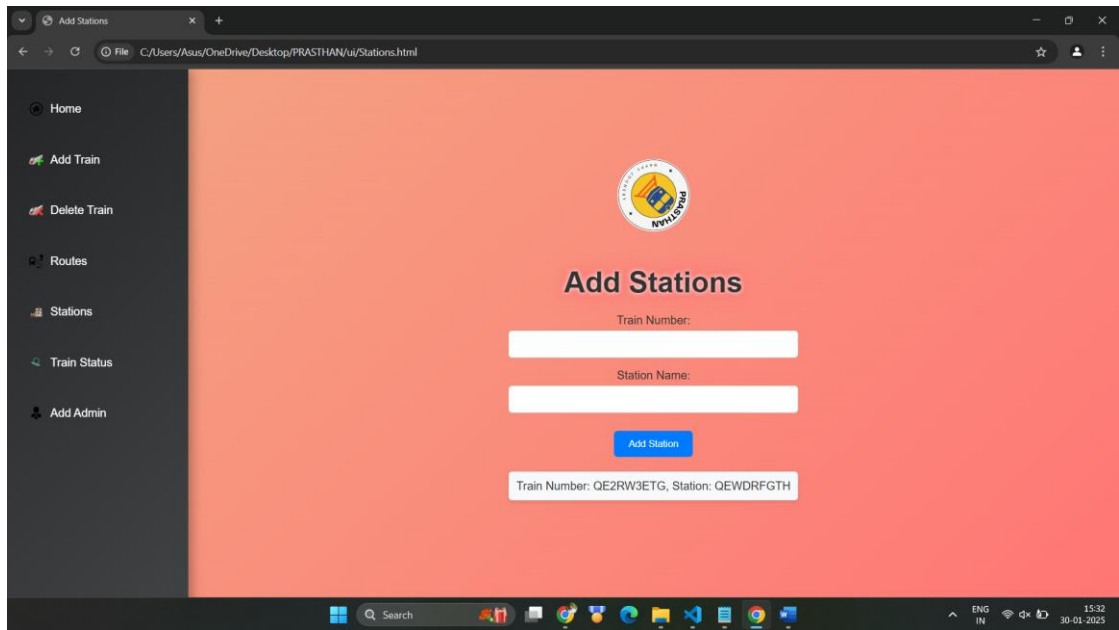 Add Stations
File C:/Users/Asus/OneDrive/Desktop/PRASTHAN/ui/Stations.html
Home
Add Train
Delete Train
Routes
Stations
Train Status
Add Admin
PRASTHAN
Add Stations
Train Number:
Station Name:
Add Station
Train Number: QE2RW3ETG, Station: QEWDRFGTH
Search
ENG
IN
15:32
30-01-2025